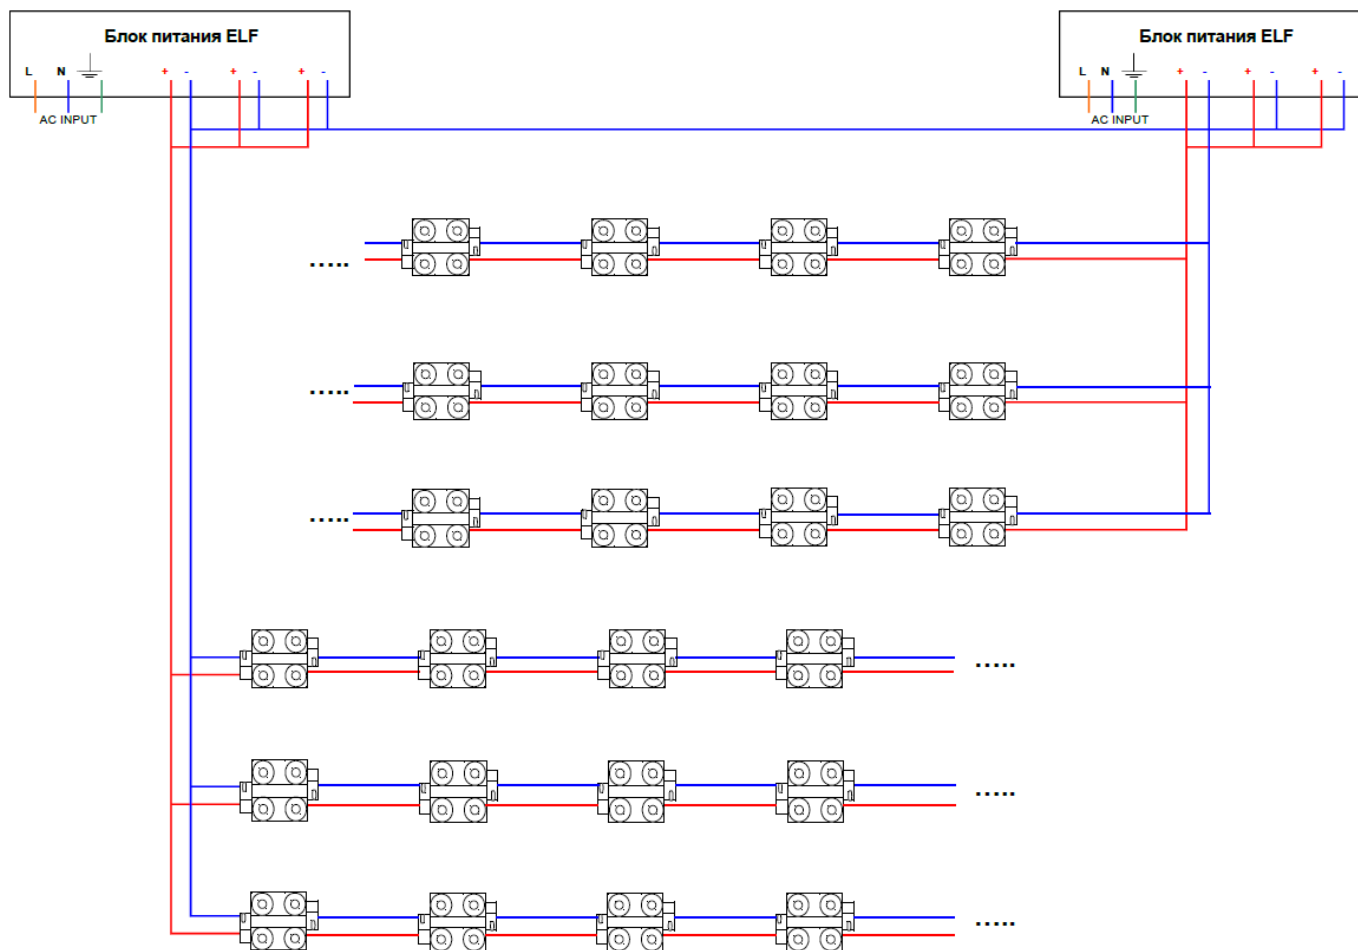 Блок питания ELF
L N + - + - + -
AC INPUT
Блок питания ELF
L N + - + - + -
AC INPUT
.....
.....
.....
.....
.....
.....